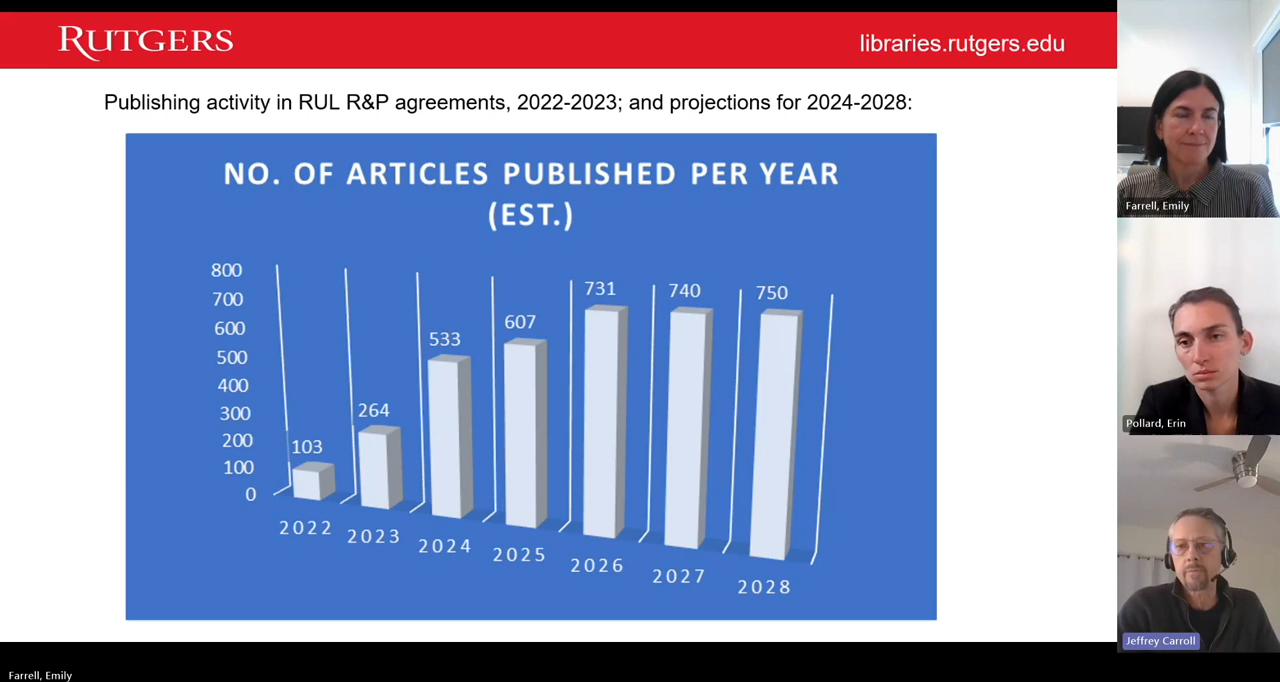 RUTGERS
libraries.rutgers.edu
Publishing activity in RUL R&P agreements, 2022-2023; and projections for 2024-2028:
NO. OF ARTICLES PUBLISHED PER YEAR
(EST.)
800
700
600
500
400
300
200
100
0
103
264
533
607
731
740
750
2022
2023
2024
2025
2026
2027
2028
Farrell, Emily
Pollard, Erin
Jeffrey Carroll
Farrell, Emily